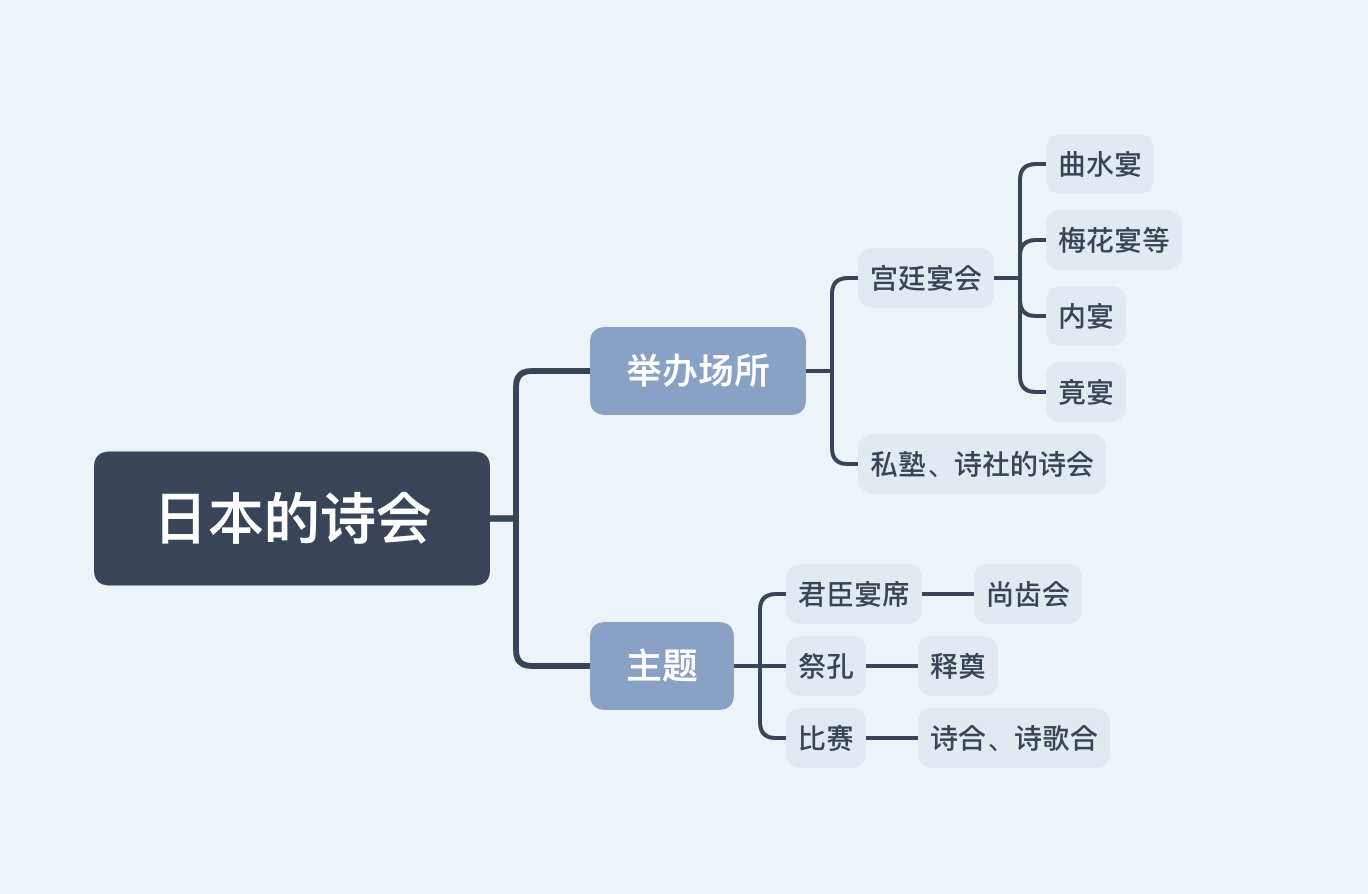 日本的诗会
举办场所
宫廷宴会
曲水宴
梅花宴等
内宴
竟宴
私塾、诗社的诗会
主题
君臣宴席
尚齿会
祭孔
释奠
比赛
诗合、诗歌合